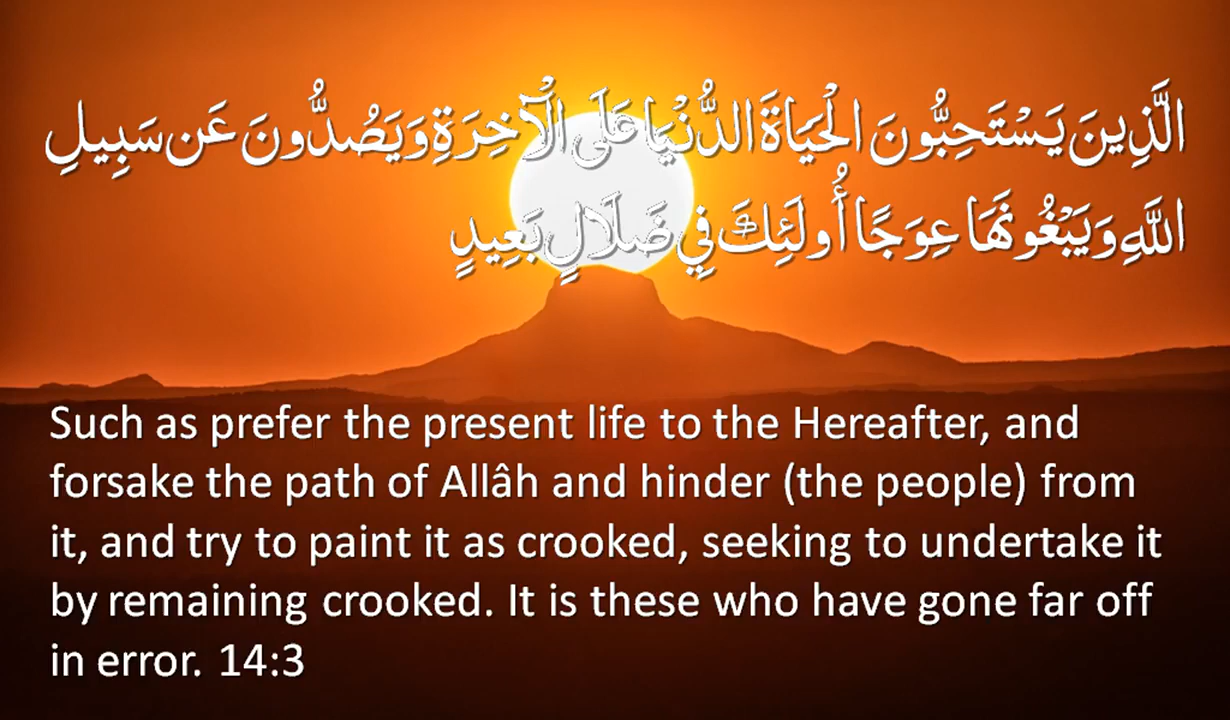 الَّذِينَ يَسْتَحِبُّونَ الْحَيَاةَ الدُّنْيَا عَلَى الْآخِرَةِ وَيَصُدُّونَ عَن سَبِيلِ
اللَّهِ وَيَبْغُونَهَا عِوَجًا أُولَٰئِكَ فِي ضَلَالٍ بَعِيدٍ
Such as prefer the present life to the Hereafter, and
forsake the path of Allâh and hinder (the people) from
it, and try to paint it as crooked, seeking to undertake it
by remaining crooked. It is these who have gone far off
in error. 14:3